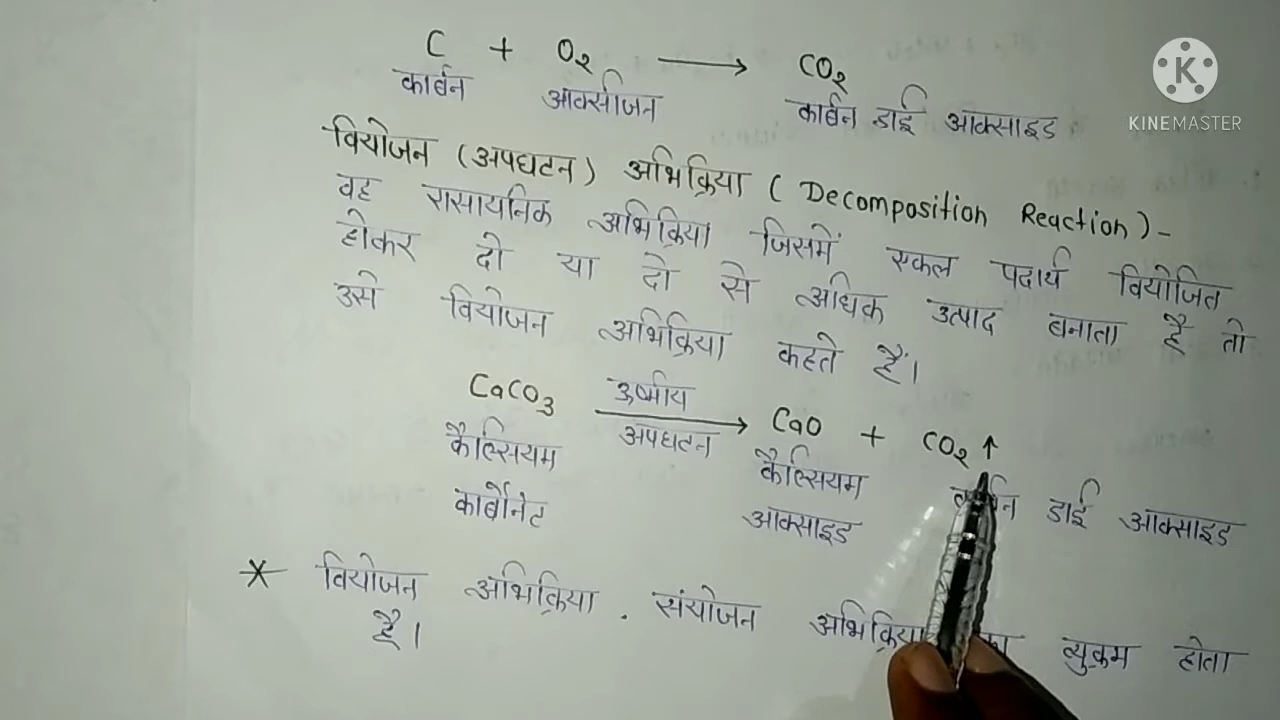 C + O₂ → CO₂
कार्बन आक्सीजन कार्बन डाई आक्साइड
KINEMASTER
वियोजन (अपघटन) अभिक्रिया (Decomposition Reaction) -
वह रासायनिक अभिक्रिया जिसमें एकल पदार्थ वियोजित
होकर दो या दो से अधिक उत्पाद बनाता है तो
उसे वियोजन अभिक्रिया कहते हैं।
CaCO₃ ऊष्मीय → CaO + CO₂ ↑
अपघटन
कैल्सियम कैल्सियम डाई आक्साइड
कार्बोनेट आक्साइड
* वियोजन अभिक्रिया . संयोजन अभिक्रिया का व्युक्रम होता
है।